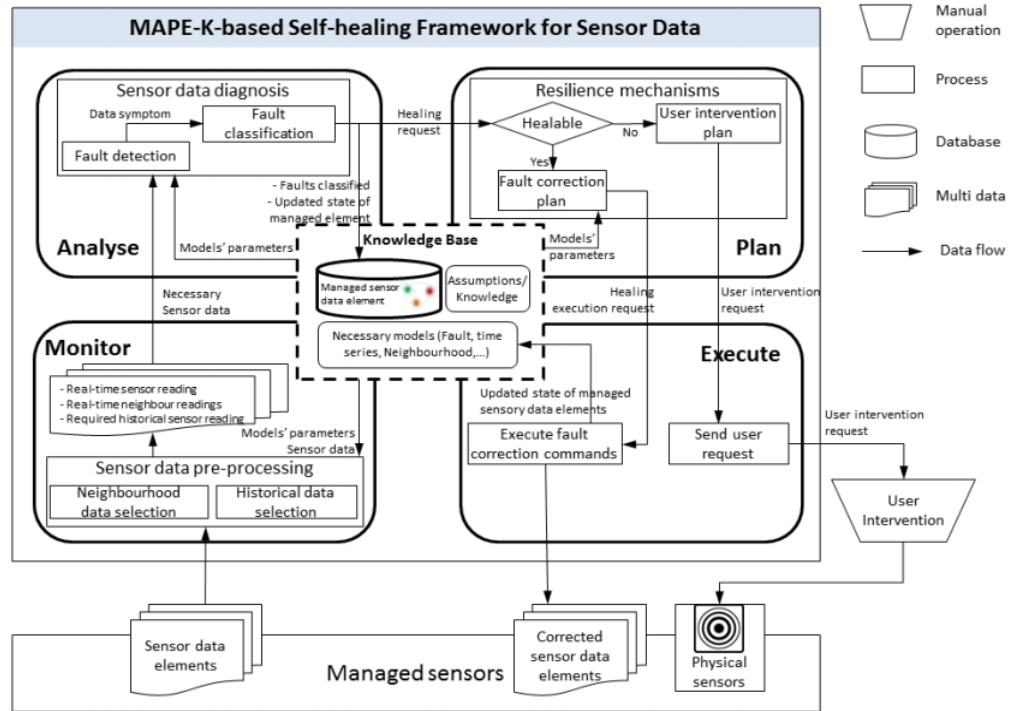 MAPE-K-based Self-healing Framework for Sensor Data
Manual
operation
Process
Database
Multi data
Data flow
Sensor data diagnosis
Data symptom
Fault
classification
Fault detection
Healing
request
- Faults classified
- Updated state of
managed element
Analyse
Models' parameters
Resilience mechanisms
Healable
No
User intervention
plan
Yes
Fault correction
plan
Models'
parameters
Plan
Knowledge Base
Managed sensor
data element
Assumptions/
Knowledge
Necessary models (Fault, time
series, Neighbourhood,...)
Necessary
Sensor data
Healing
execution request
User intervention
request
Monitor
- Real-time sensor reading
- Real-time neighbour readings
- Required historical sensor reading
Models' parameters
Sensor data
Sensor data pre-processing
Neighbourhood
data selection
Historical data
selection
Execute
Updated state of managed
sensory data elements
Execute fault
correction commands
Send user
request
User intervention
request
User
Intervention
Sensor data
elements
Managed sensors
Corrected
sensor data
elements
Physical
sensors